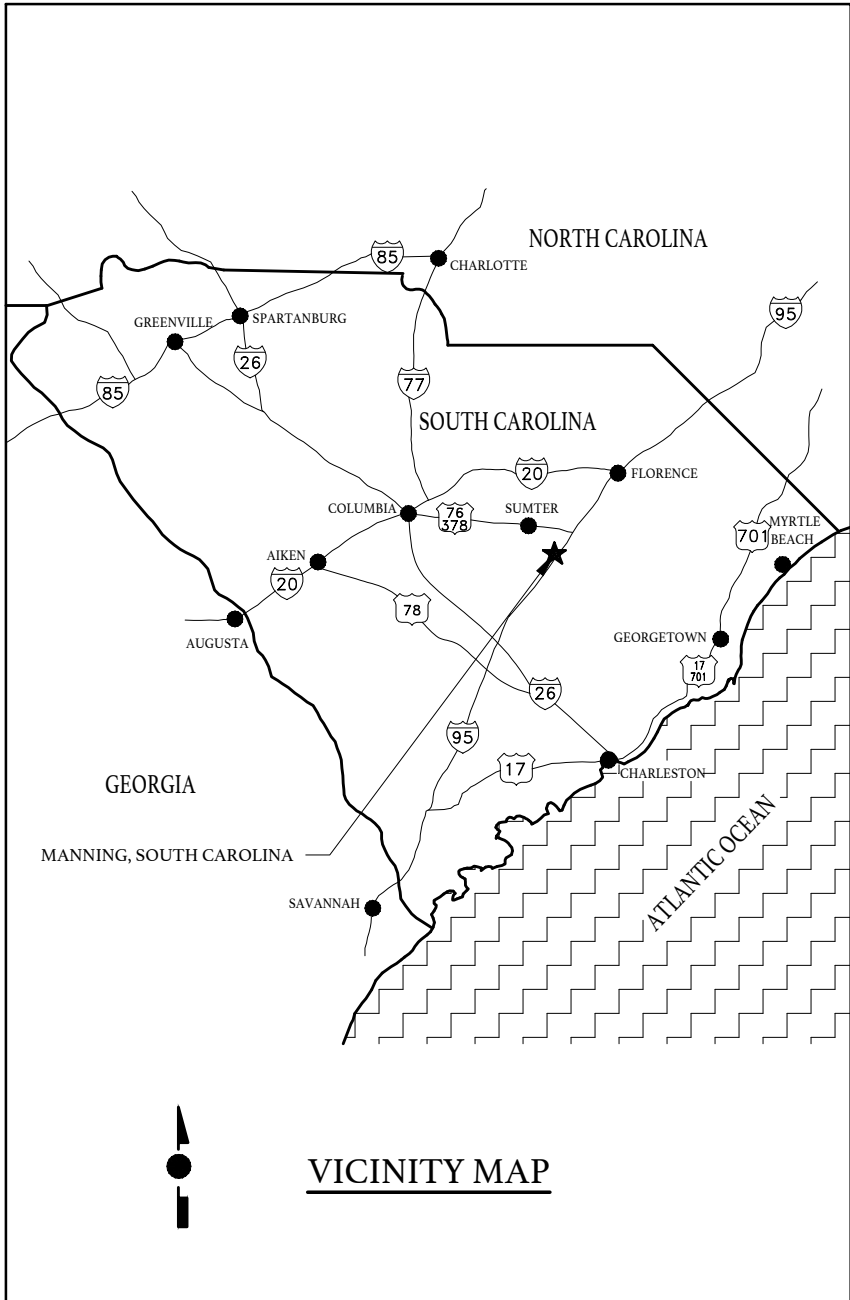 NORTH CAROLINA
85
CHARLOTTE
95
SPARTANBURG
GREENVILLE
26
77
85
SOUTH CAROLINA
20
FLORENCE
COLUMBIA
76
378
SUMTER
MYRTLE
BEACH
701
AIKEN
20
78
AUGUSTA
GEORGETOWN
17
701
26
95
17
CHARLESTON
GEORGIA
ATLANTIC OCEAN
MANNING, SOUTH CAROLINA
SAVANNAH
VICINITY MAP